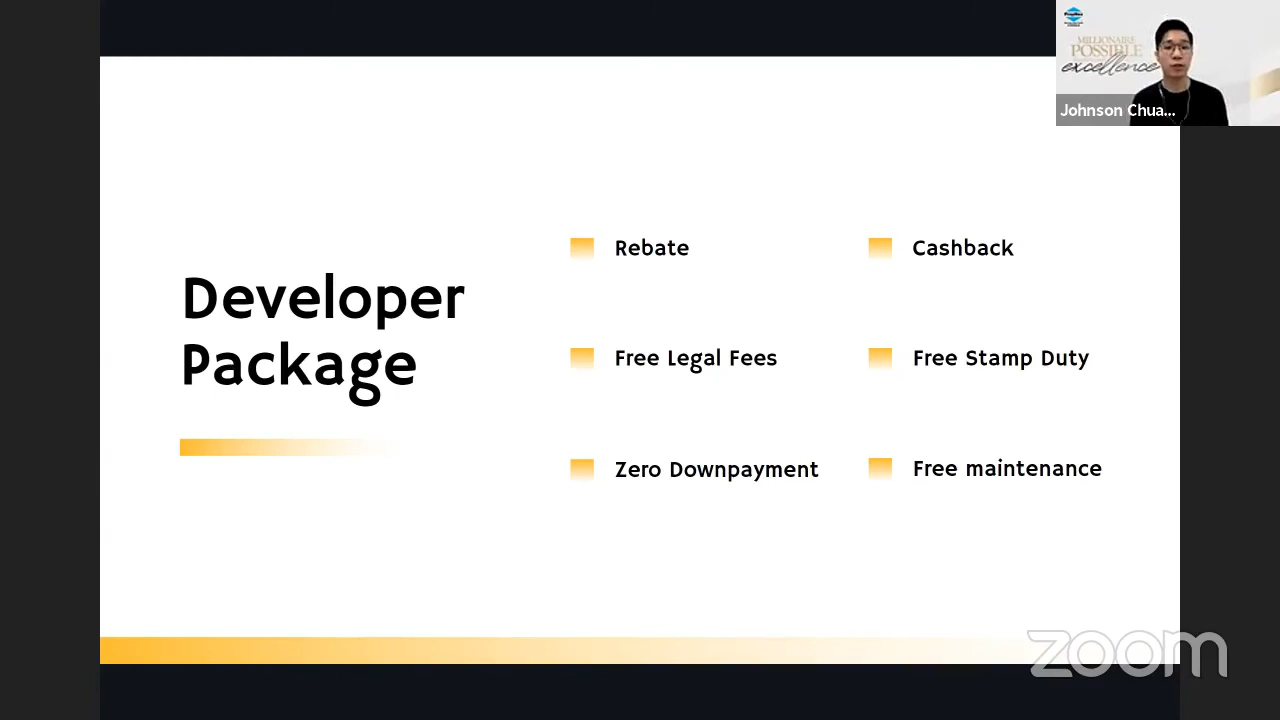 MILLIONAIRE
POSSIBLE
excellence
Johnson Chua...
Developer
Package
Rebate
Cashback
Free Legal Fees
Free Stamp Duty
Zero Downpayment
Free maintenance
zoom